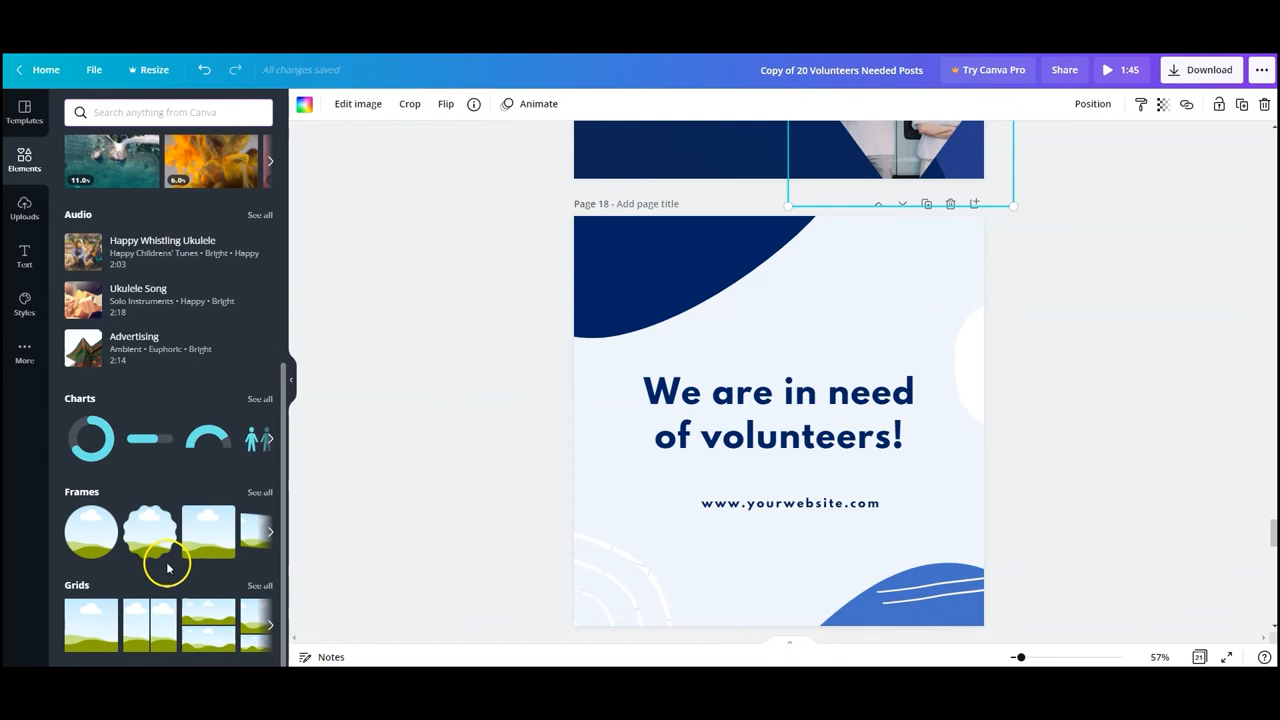 Home File Resize All changes saved Copy of 20 Volunteers Needed Posts Try Canva Pro Share 1:45 Download
Templates
Elements
Uploads
Text
Styles
More
Search anything from Canva
11.0s 6.0s
Audio See all
Happy Whistling Ukulele
Happy Childrens' Tunes • Bright • Happy
2:03
Ukulele Song
Solo Instruments • Happy • Bright
2:18
Advertising
Ambient • Euphoric • Bright
2:14
Charts See all
Frames See all
Grids See all
Edit image Crop Flip Animate Position
Page 18 - Add page title
We are in need
of volunteers!
www.yourwebsite.com
Notes 57% 21